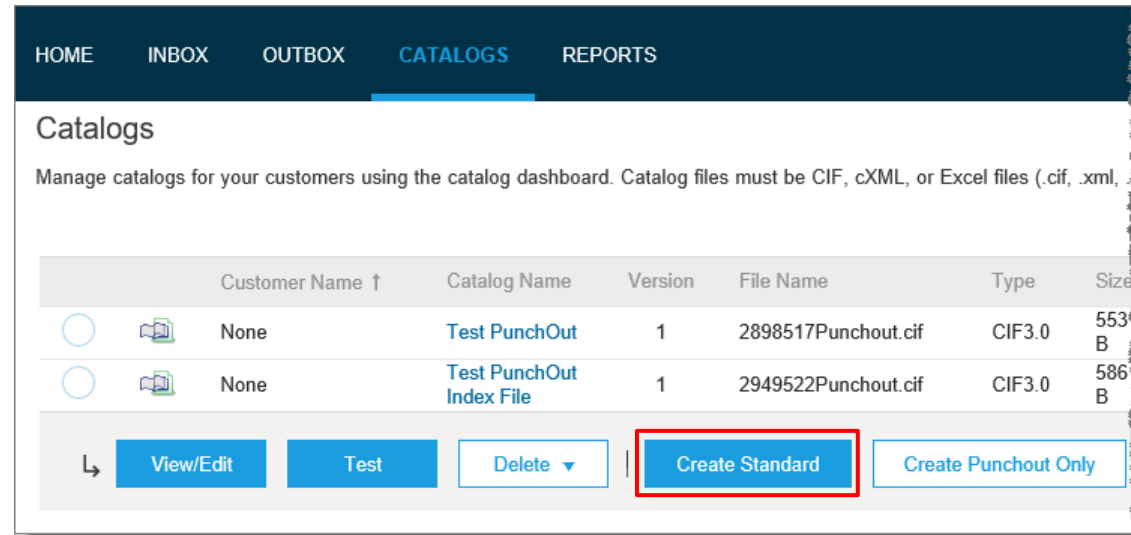 HOME INBOX OUTBOX CATALOGS REPORTS
Catalogs
Manage catalogs for your customers using the catalog dashboard. Catalog files must be CIF, cXML, or Excel files (.cif, .xml,
Customer Name ↑ Catalog Name Version File Name Type Size
None Test PunchOut 1 2898517Punchout.cif CIF3.0 553 B
None Test PunchOut Index File 1 2949522Punchout.cif CIF3.0 586 B
View/Edit Test Delete ▼ | Create Standard Create Punchout Only